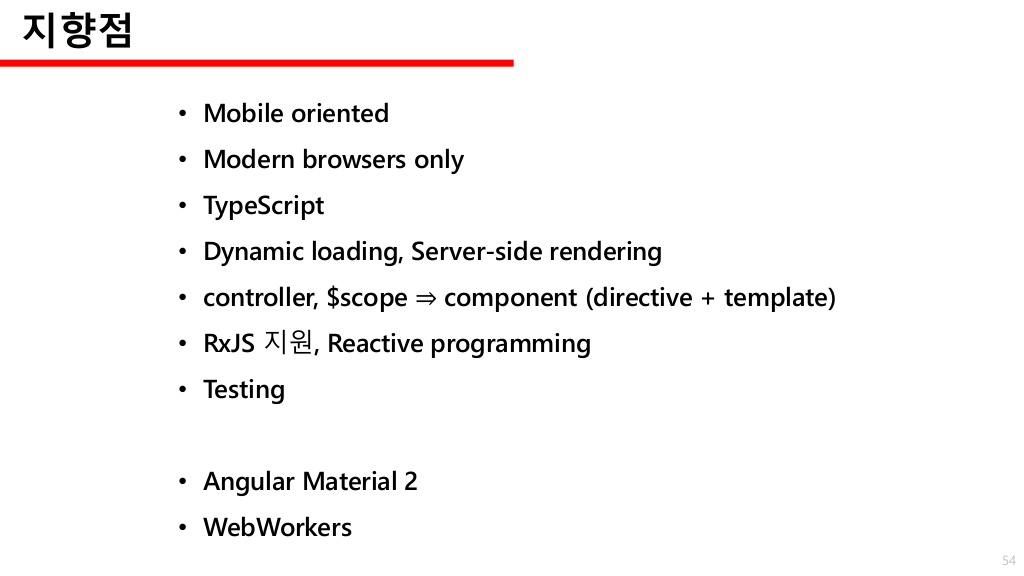 지향점
• Mobile oriented
• Modern browsers only
• TypeScript
• Dynamic loading, Server-side rendering
• controller, $scope ⇒ component (directive + template)
• RxJS 지원, Reactive programming
• Testing
• Angular Material 2
• WebWorkers
54